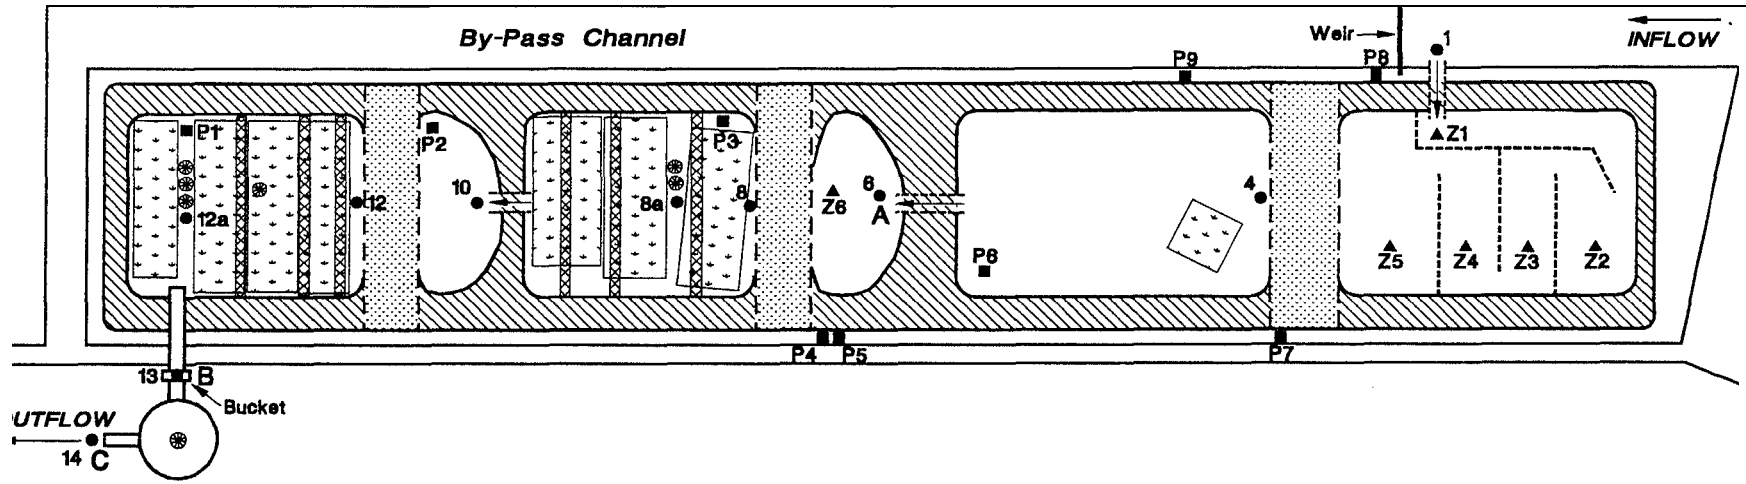 By-Pass Channel
Weir
1
INFLOW
P9
P8
P1
P2
P3
Z1
12
12a
10
8a
8
Z6
6
A
4
P6
Z5
Z4
Z3
Z2
P4
P5
P7
13
B
Bucket
UTFLOW
14
C